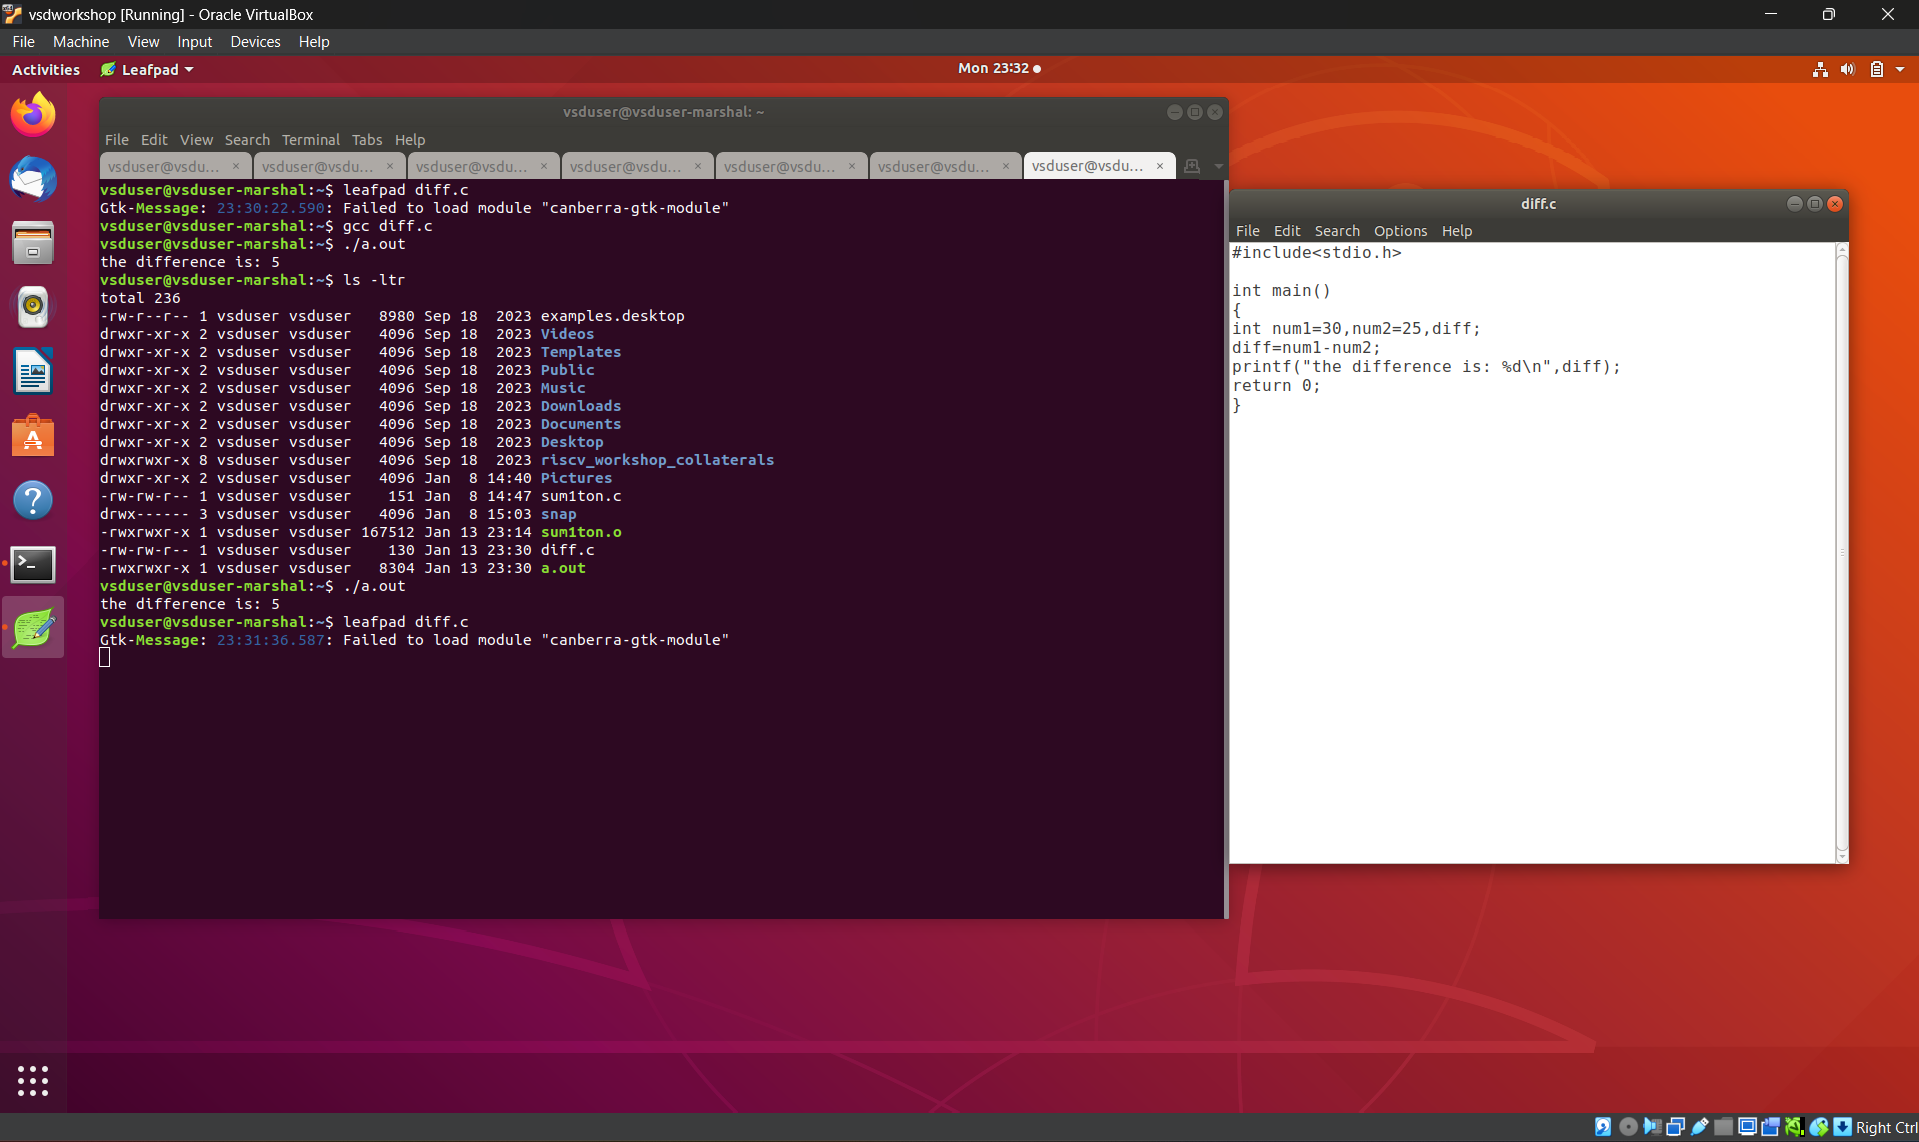 vsdworkshop [Running] - Oracle VirtualBox
File Machine View Input Devices Help
Activities Leafpad Mon 23:32
vsduser@vsduser-marshal: ~
File Edit View Search Terminal Tabs Help
vsduser@vsdu... vsduser@vsdu... vsduser@vsdu... vsduser@vsdu... vsduser@vsdu... vsduser@vsdu... vsduser@vsdu...
vsduser@vsduser-marshal:~$ leafpad diff.c
Gtk-Message: 23:30:22.590: Failed to load module "canberra-gtk-module"
vsduser@vsduser-marshal:~$ gcc diff.c
vsduser@vsduser-marshal:~$ ./a.out
the difference is: 5
vsduser@vsduser-marshal:~$ ls -ltr
total 236
-rw-r--r-- 1 vsduser vsduser   8980 Sep 18  2023 examples.desktop
drwxr-xr-x 2 vsduser vsduser   4096 Sep 18  2023 Videos
drwxr-xr-x 2 vsduser vsduser   4096 Sep 18  2023 Templates
drwxr-xr-x 2 vsduser vsduser   4096 Sep 18  2023 Public
drwxr-xr-x 2 vsduser vsduser   4096 Sep 18  2023 Music
drwxr-xr-x 2 vsduser vsduser   4096 Sep 18  2023 Downloads
drwxr-xr-x 2 vsduser vsduser   4096 Sep 18  2023 Documents
drwxr-xr-x 2 vsduser vsduser   4096 Sep 18  2023 Desktop
drwxrwxr-x 8 vsduser vsduser   4096 Sep 18  2023 riscv_workshop_collaterals
drwxr-xr-x 2 vsduser vsduser   4096 Jan  8 14:40 Pictures
-rw-rw-r-- 1 vsduser vsduser    151 Jan  8 14:47 sum1ton.c
drwx------ 3 vsduser vsduser   4096 Jan  8 15:03 snap
-rwxrwxr-x 1 vsduser vsduser 167512 Jan 13 23:14 sum1ton.o
-rw-rw-r-- 1 vsduser vsduser    130 Jan 13 23:30 diff.c
-rwxrwxr-x 1 vsduser vsduser   8304 Jan 13 23:30 a.out
vsduser@vsduser-marshal:~$ ./a.out
the difference is: 5
vsduser@vsduser-marshal:~$ leafpad diff.c
Gtk-Message: 23:31:36.587: Failed to load module "canberra-gtk-module"
diff.c
File Edit Search Options Help
#include<stdio.h>
int main()
{
int num1=30,num2=25,diff;
diff=num1-num2;
printf("the difference is: %d\n",diff);
return 0;
}
Right Ctrl